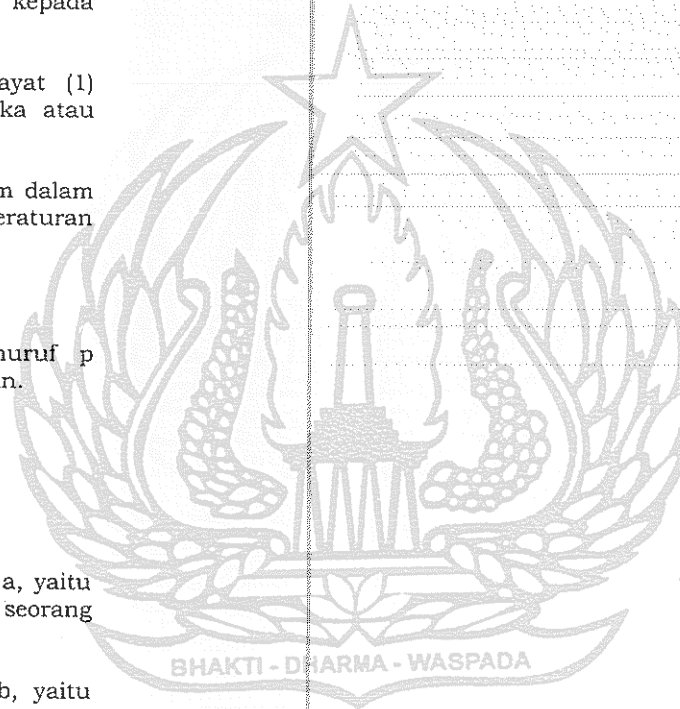 kepada
ayat (1)
ka atau
m dalam
eraturan
huruf p
n.
a, yaitu
seorang
b, yaitu
BHAKTI - DHARMA - WASPADA